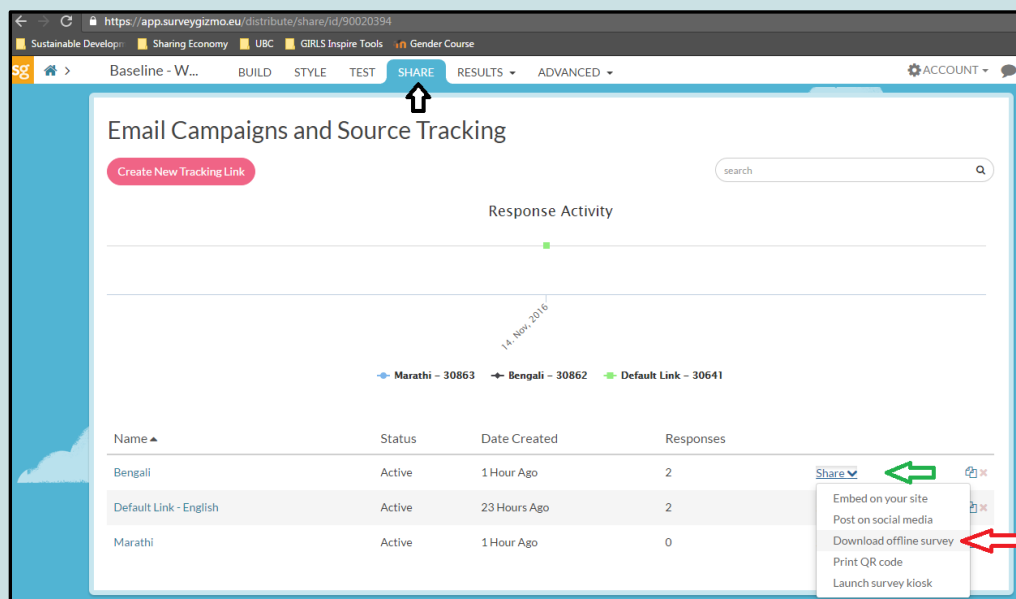 https://app.surveygizmo.eu/distribute/share/id/90020394
Sustainable Developm Sharing Economy UBC GIRLS Inspire Tools Gender Course
sg Baseline - W... BUILD STYLE TEST SHARE RESULTS ADVANCED ACCOUNT
Email Campaigns and Source Tracking
Create New Tracking Link search
Response Activity
14. Nov, 2016
Marathi – 30863 Bengali – 30862 Default Link – 30641
Name Status Date Created Responses
Bengali Active 1 Hour Ago 2 Share
Embed on your site
Default Link - English Active 23 Hours Ago 2
Post on social media
Download offline survey
Marathi Active 1 Hour Ago 0
Print QR code
Launch survey kiosk